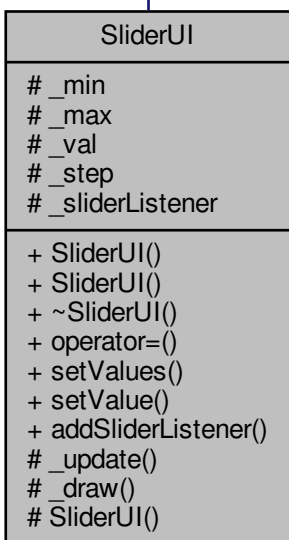 SliderUI
# _min
# _max
# _val
# _step
# _sliderListener
+ SliderUI()
+ SliderUI()
+ ~SliderUI()
+ operator=()
+ setValues()
+ setValue()
+ addSliderListener()
# _update()
# _draw()
# SliderUI()